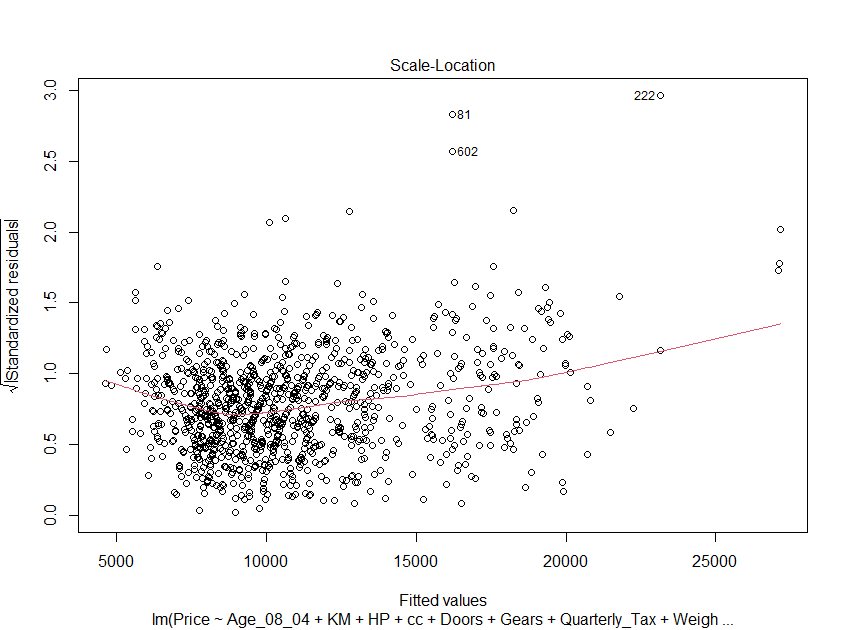 Scale-Location
√|Standardized residuals|
3.0
2.5
2.0
1.5
1.0
0.5
0.0
222
81
602
5000 10000 15000 20000 25000
Fitted values
lm(Price ~ Age_08_04 + KM + HP + cc + Doors + Gears + Quarterly_Tax + Weigh ...